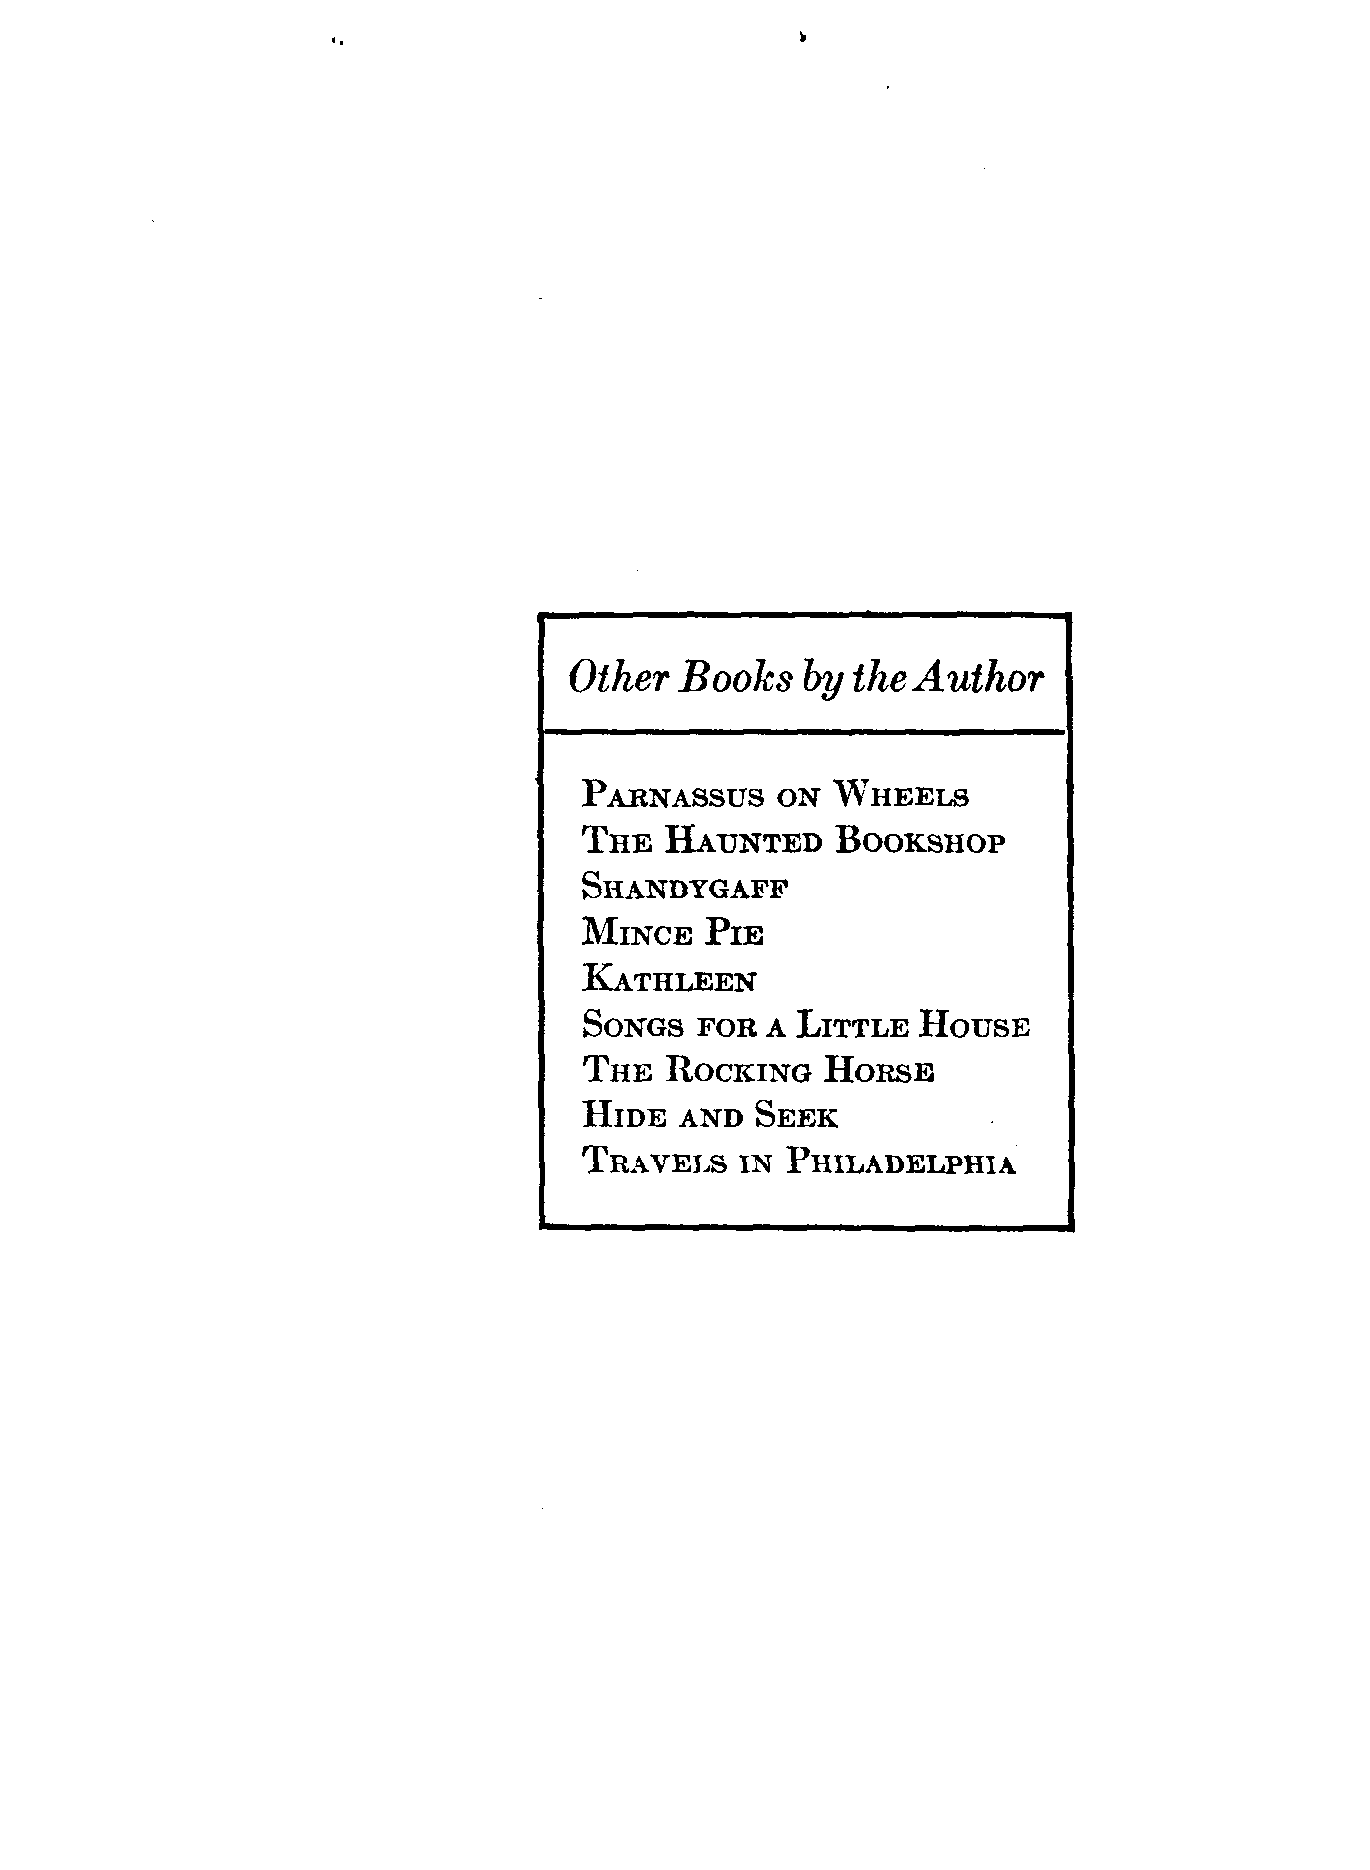 Other Books by the Author
Parnassus on Wheels
The Haunted Bookshop
Shandygaff
Mince Pie
Kathleen
Songs for a Little House
The Rocking Horse
Hide and Seek
Travels in Philadelphia